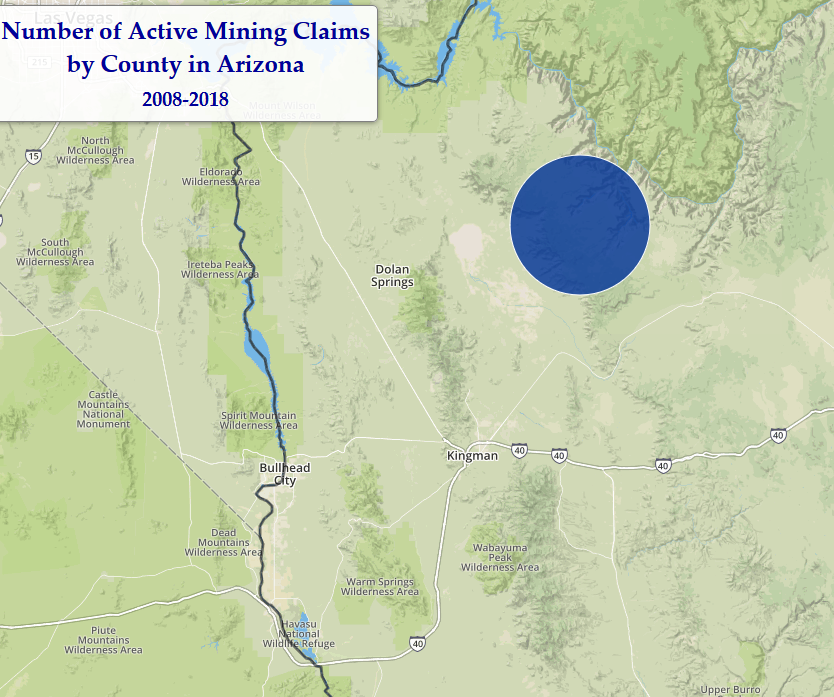 Las Vegas
Number of Active Mining Claims
by County in Arizona
2008-2018
215
Mount Wilson
Wilderness Area
North
McCullough
Wilderness Area
15
Eldorado
Wilderness Area
South
McCullough
Wilderness Area
Ireteba Peaks
Wilderness Area
Dolan
Springs
Castle
Mountains
National
Monument
Spirit Mountain
Wilderness Area
Kingman
40
40
40
40
Bullhead
City
Dead
Mountains
Wilderness Area
Wabayuma
Peak
Wilderness Area
Warm Springs
Wilderness Area
Piute
Mountains
Wilderness Area
Havasu
National
Wildlife Refuge
40
Upper Burro